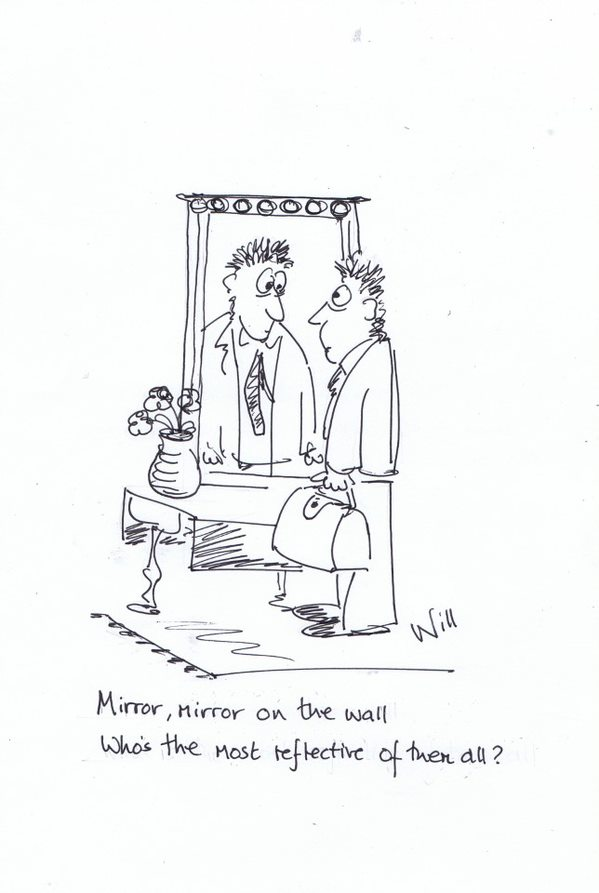 Will
Mirror, Mirror on the wall
Who's the most reflective of them all?